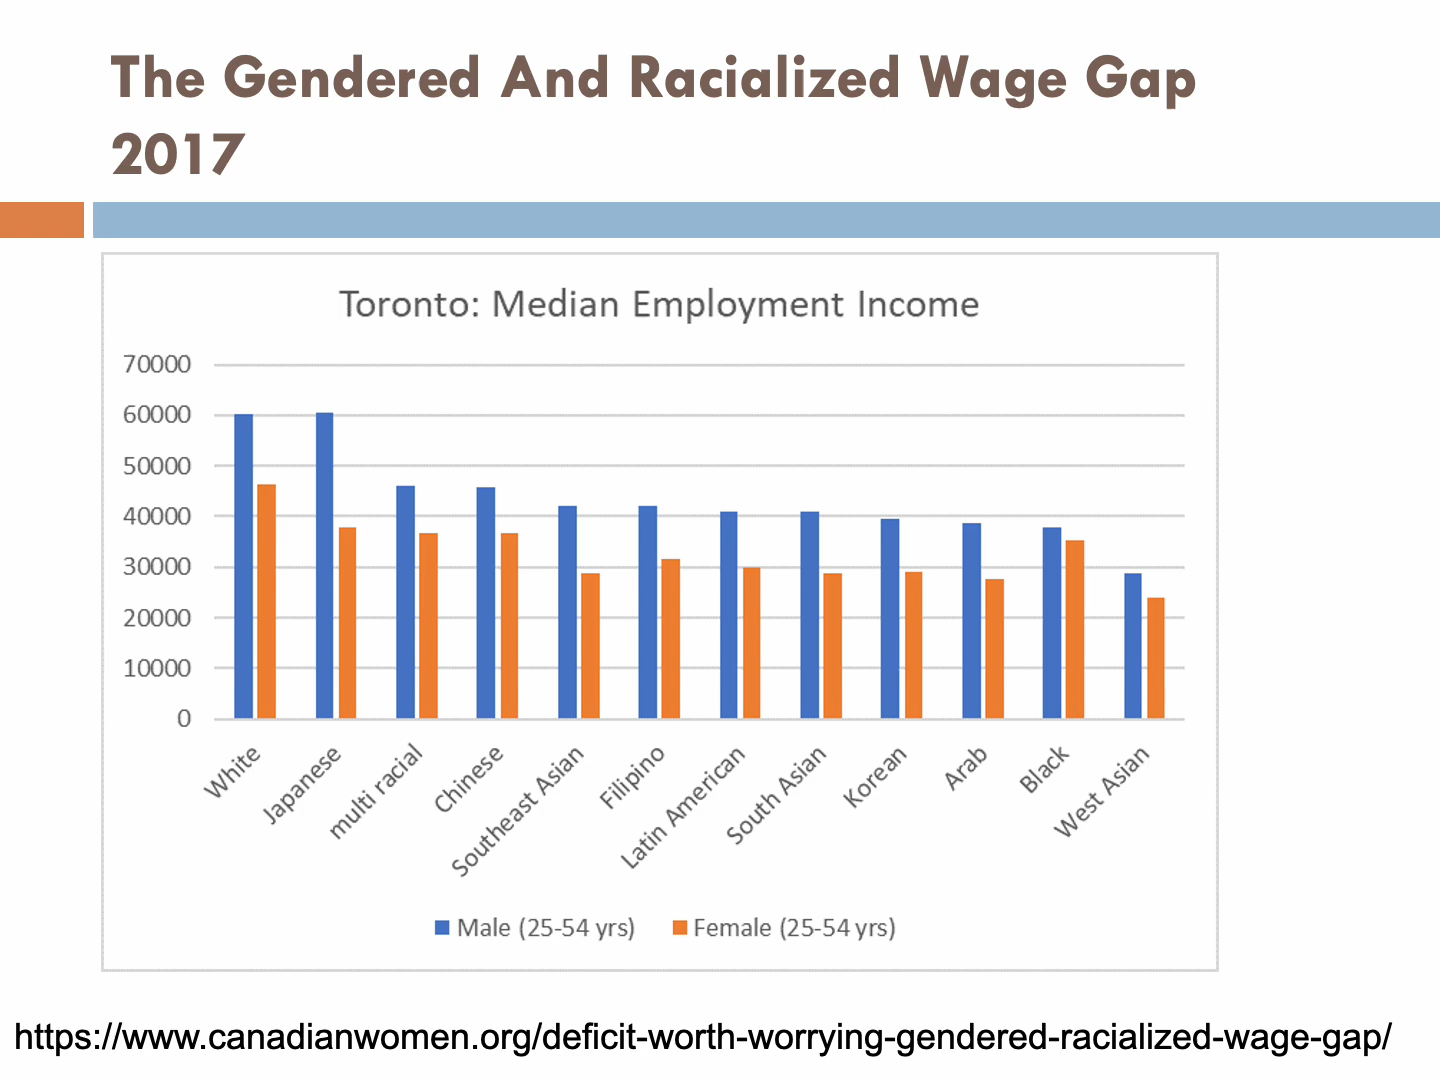 The Gendered And Racialized Wage Gap
2017
Toronto: Median Employment Income
70000
60000
50000
40000
30000
20000
10000
0
White
Japanese
multi racial
Chinese
Southeast Asian
Filipino
Latin American
South Asian
Korean
Arab
Black
West Asian
Male (25-54 yrs) Female (25-54 yrs)
https://www.canadianwomen.org/deficit-worth-worrying-gendered-racialized-wage-gap/